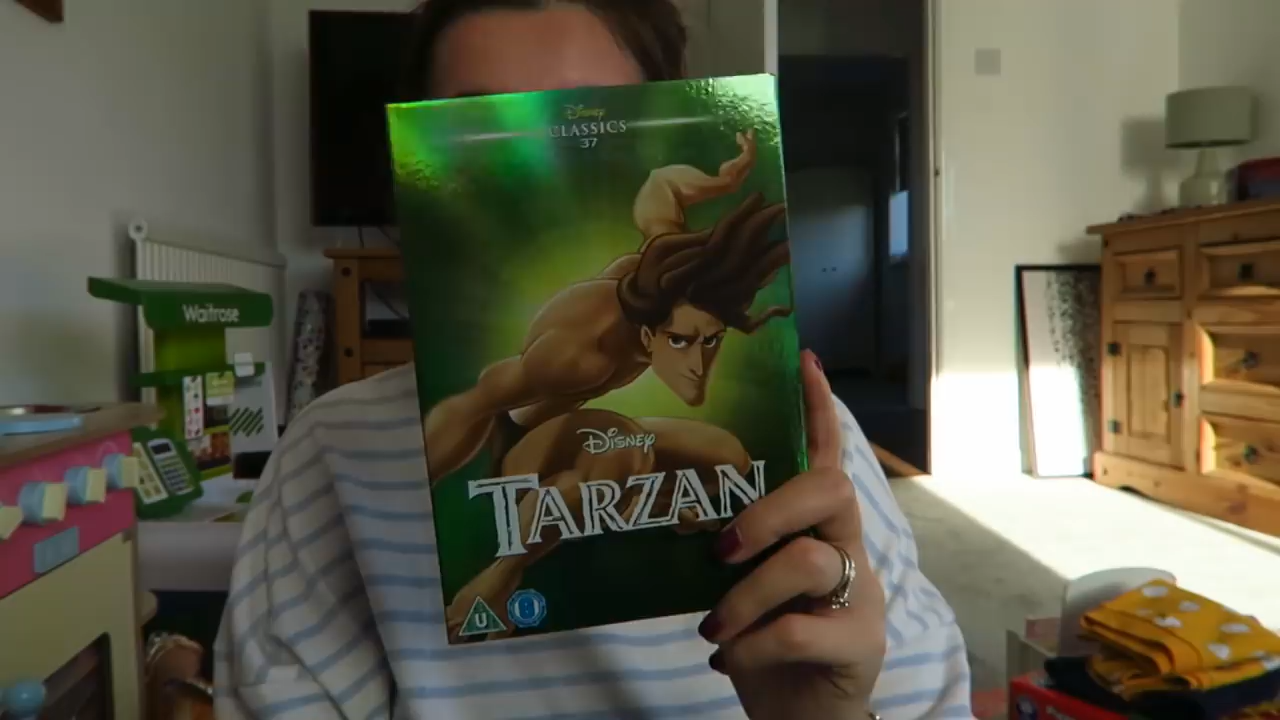 Disney
CLASSICS
37
Waitrose
Disney
TARZAN
U